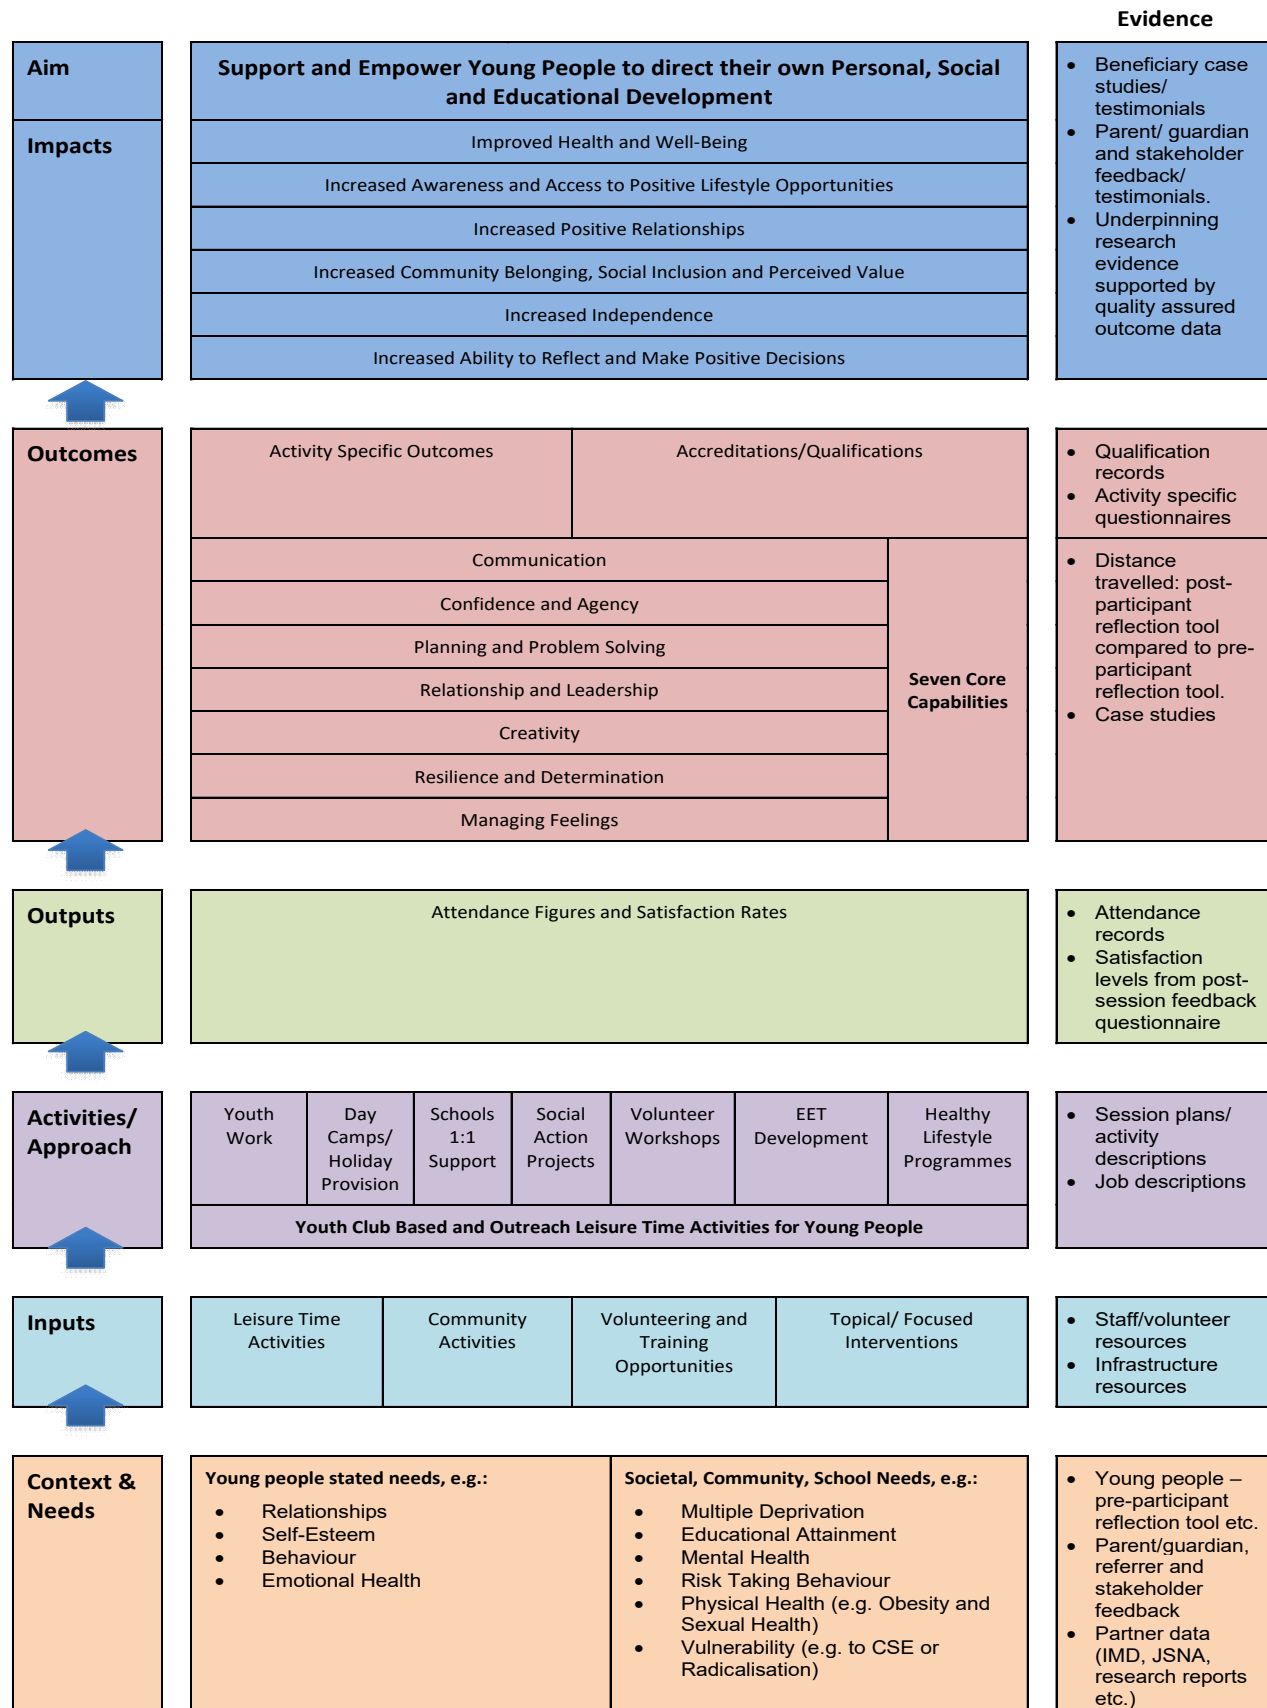 Evidence
Aim
Support and Empower Young People to direct their own Personal, Social
and Educational Development
Impacts
Improved Health and Well-Being
Increased Awareness and Access to Positive Lifestyle Opportunities
Increased Positive Relationships
Increased Community Belonging, Social Inclusion and Perceived Value
Increased Independence
Increased Ability to Reflect and Make Positive Decisions
• Beneficiary case
studies/
testimonials
• Parent/ guardian
and stakeholder
feedback/
testimonials.
• Underpinning
research
evidence
supported by
quality assured
outcome data
Outcomes
Activity Specific Outcomes
Accreditations/Qualifications
Communication
Confidence and Agency
Planning and Problem Solving
Relationship and Leadership
Creativity
Resilience and Determination
Managing Feelings
Seven Core
Capabilities
• Qualification
records
• Activity specific
questionnaires
• Distance
travelled: post-
participant
reflection tool
compared to pre-
participant
reflection tool.
• Case studies
Outputs
Attendance Figures and Satisfaction Rates
• Attendance
records
• Satisfaction
levels from post-
session feedback
questionnaire
Activities/
Approach
Youth
Work
Day
Camps/
Holiday
Provision
Schools
1:1
Support
Social
Action
Projects
Volunteer
Workshops
EET
Development
Healthy
Lifestyle
Programmes
Youth Club Based and Outreach Leisure Time Activities for Young People
• Session plans/
activity
descriptions
• Job descriptions
Inputs
Leisure Time
Activities
Community
Activities
Volunteering and
Training
Opportunities
Topical/ Focused
Interventions
• Staff/volunteer
resources
• Infrastructure
resources
Context &
Needs
Young people stated needs, e.g.:
• Relationships
• Self-Esteem
• Behaviour
• Emotional Health
Societal, Community, School Needs, e.g.:
• Multiple Deprivation
• Educational Attainment
• Mental Health
• Risk Taking Behaviour
• Physical Health (e.g. Obesity and
Sexual Health)
• Vulnerability (e.g. to CSE or
Radicalisation)
• Young people –
pre-participant
reflection tool etc.
• Parent/guardian,
referrer and
stakeholder
feedback
• Partner data
(IMD, JSNA,
research reports
etc.)